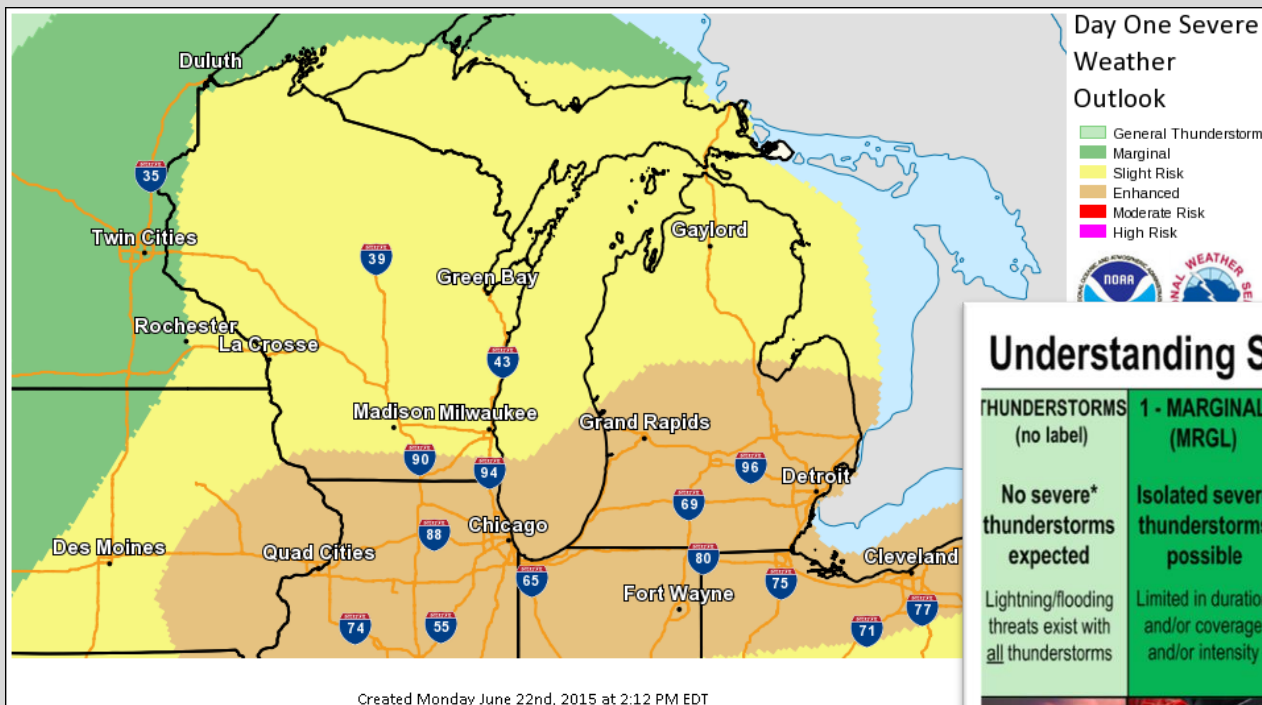 Day One Severe
Weather
Outlook
General Thunderstorm
Marginal
Slight Risk
Enhanced
Moderate Risk
High Risk
NOAA
WEATHER
Duluth
35
Twin Cities
39
Gaylord
Green Bay
Rochester
La Crosse
43
Madison
Milwaukee
Grand Rapids
90
94
96
Detroit
69
88
Chicago
Des Moines
Quad Cities
80
Cleveland
65
75
Fort Wayne
77
74
55
71
Created Monday June 22nd, 2015 at 2:12 PM EDT
Understanding S
THUNDERSTORMS
(no label)
No severe*
thunderstorms
expected
Lightning/flooding
threats exist with
all thunderstorms
1 - MARGINAL
(MRGL)
Isolated severe
thunderstorms
possible
Limited in duration
and/or coverage
and/or intensity